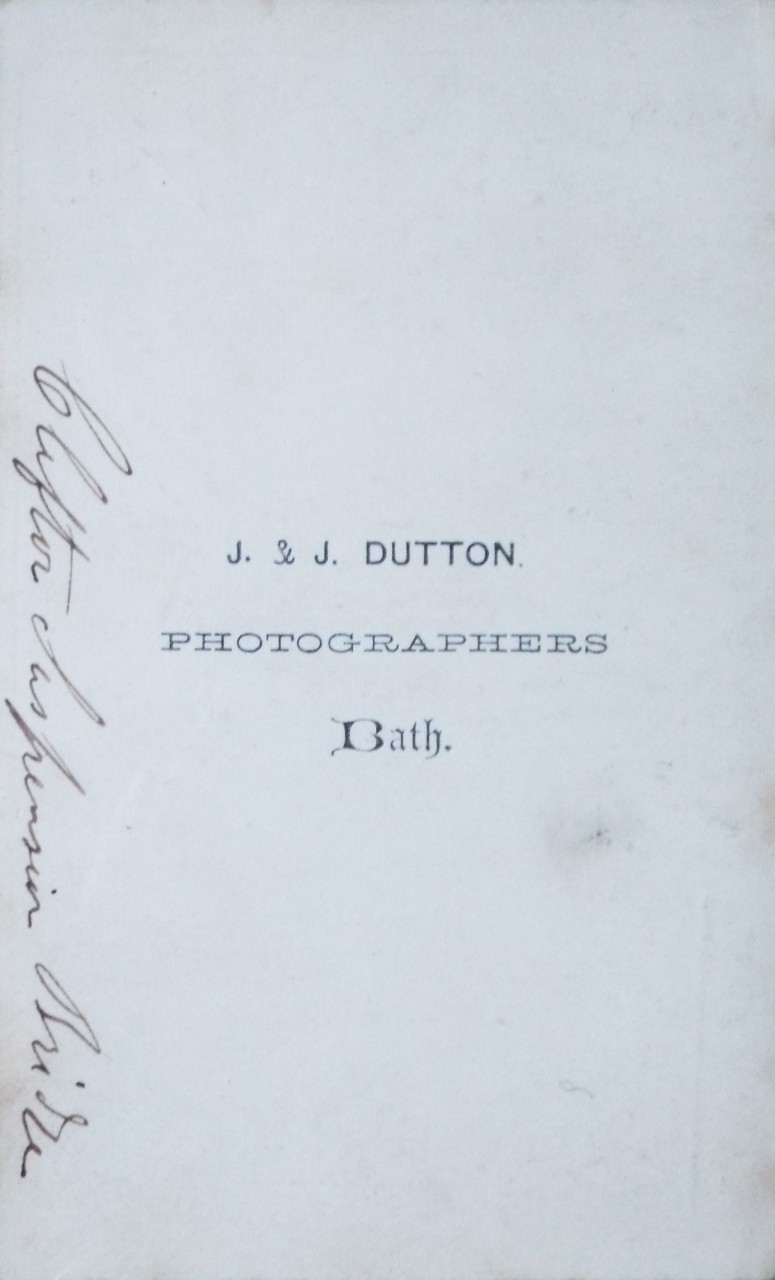 J. & J. DUTTON.
PHOTOGRAPHERS
Bath.
Clifton Suspension Bridge